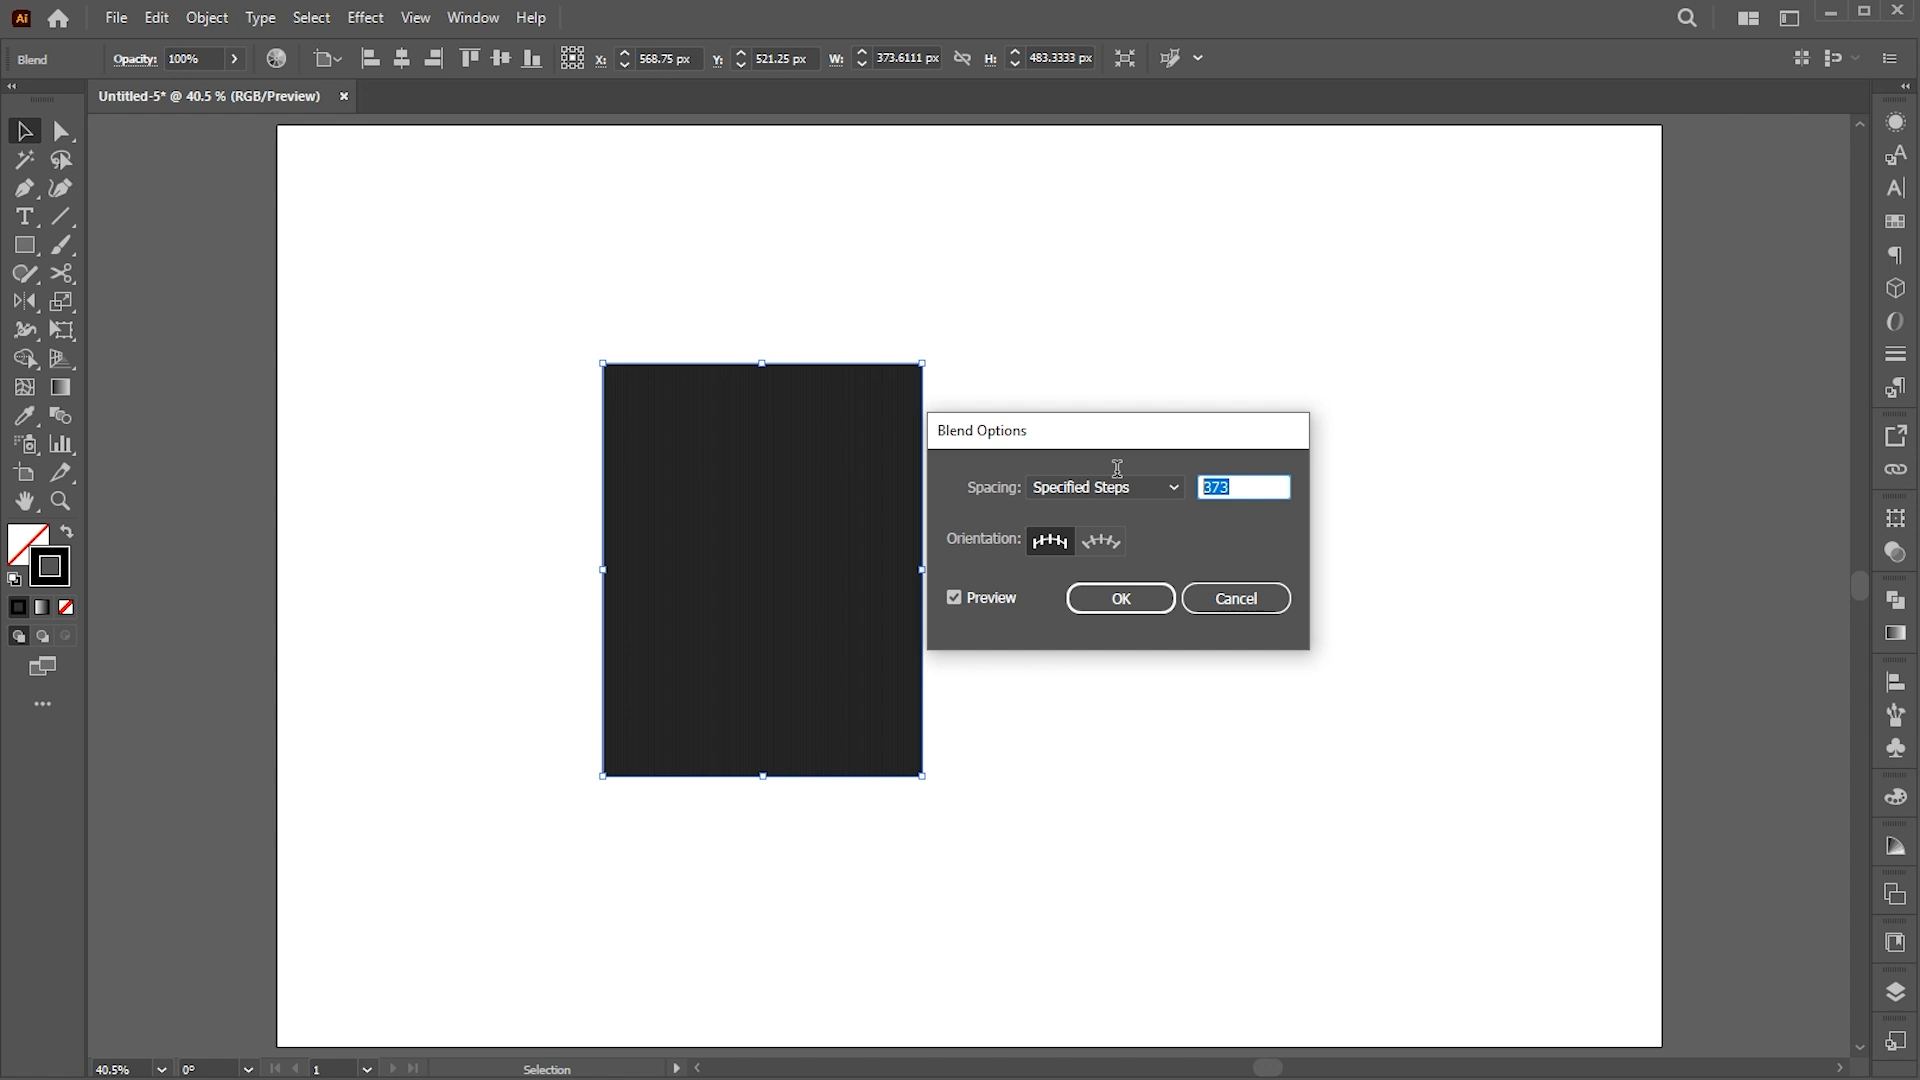 Ai File Edit Object Type Select Effect View Window Help
Blend Opacity: 100% X: 568.75 px Y: 521.25 px W: 373.6111 px H: 483.3333 px
Untitled-5* @ 40.5 % (RGB/Preview)
Blend Options
Spacing: Specified Steps 373
Orientation:
Preview OK Cancel
40.5% 0° 1 Selection